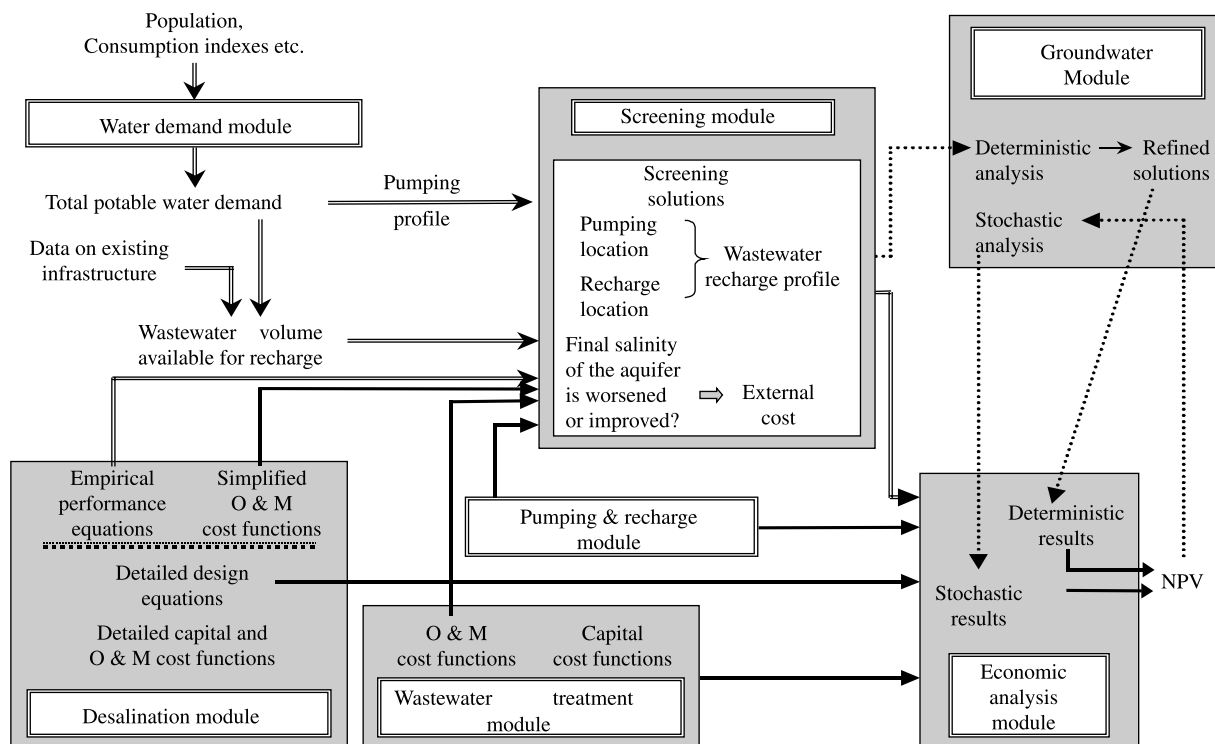 Population,
Consumption indexes etc.
Water demand module
Total potable water demand
Data on existing
infrastructure
Wastewater volume
available for recharge
Pumping
profile
Screening module
Screening
solutions
Pumping
location
Recharge
location
Wastewater
recharge profile
Final salinity
of the aquifer
is worsened
or improved?
External
cost
Groundwater
Module
Deterministic
analysis
Refined
solutions
Stochastic
analysis
Empirical
performance
equations
Simplified
O & M
cost functions
Detailed design
equations
Detailed capital and
O & M cost functions
Desalination module
Pumping & recharge
module
O & M
cost functions
Capital
cost functions
Wastewater treatment
module
Deterministic
results
Stochastic
results
NPV
Economic
analysis
module